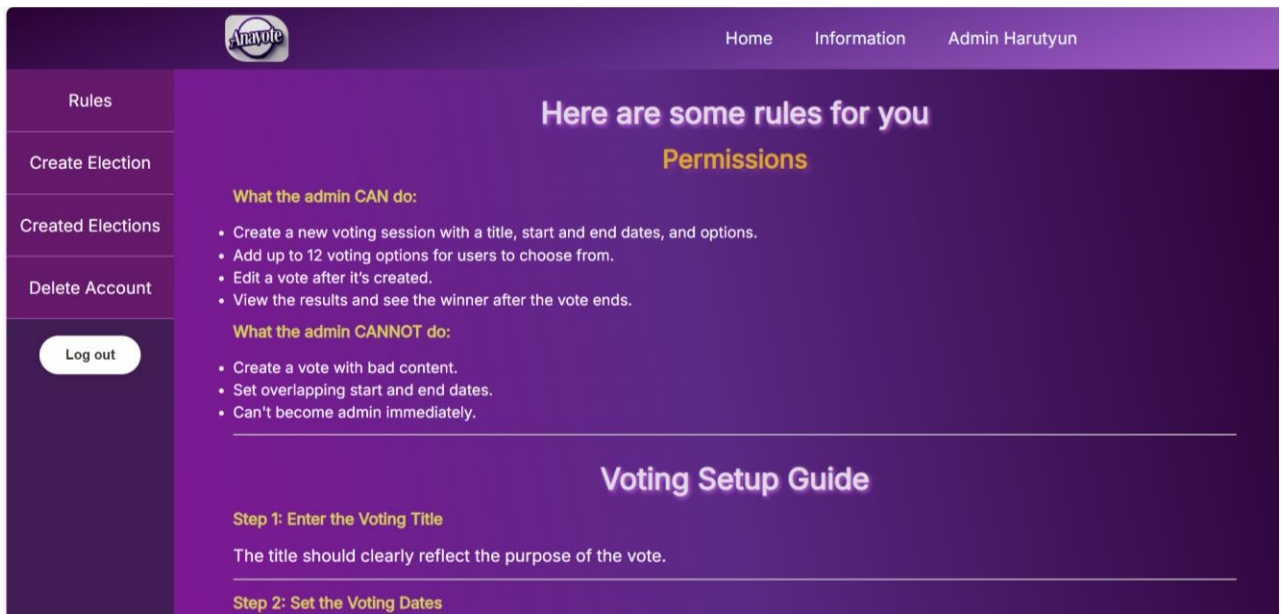 Anavote
Home Information Admin Harutyun
Rules
Create Election
Created Elections
Delete Account
Log out
Here are some rules for you
Permissions
What the admin CAN do:
• Create a new voting session with a title, start and end dates, and options.
• Add up to 12 voting options for users to choose from.
• Edit a vote after it’s created.
• View the results and see the winner after the vote ends.
What the admin CANNOT do:
• Create a vote with bad content.
• Set overlapping start and end dates.
• Can't become admin immediately.
Voting Setup Guide
Step 1: Enter the Voting Title
The title should clearly reflect the purpose of the vote.
Step 2: Set the Voting Dates